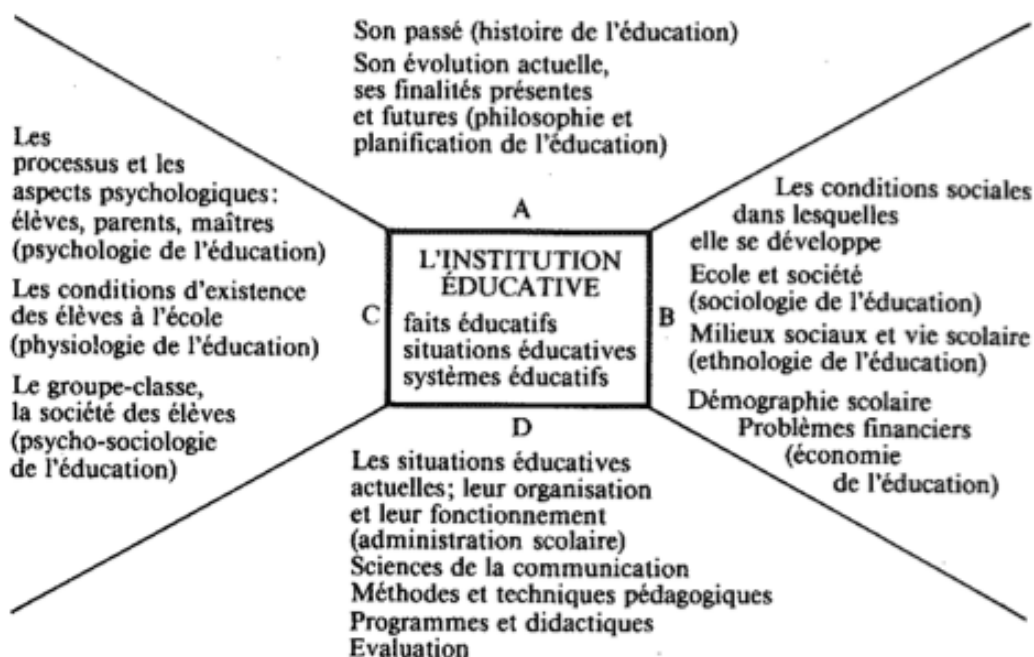 Son passé (histoire de l'éducation)
Son évolution actuelle,
ses finalités présentes
et futures (philosophie et
planification de l'éducation)
A
Les
processus et les
aspects psychologiques:
élèves, parents, maîtres
(psychologie de l'éducation)
Les conditions d'existence
des élèves à l'école
(physiologie de l'éducation)
Le groupe-classe,
la société des élèves
(psycho-sociologie
de l'éducation)
C
L'INSTITUTION
ÉDUCATIVE
faits éducatifs
situations éducatives
systèmes éducatifs
B
Les conditions sociales
dans lesquelles
elle se développe
Ecole et société
(sociologie de l'éducation)
Milieux sociaux et vie scolaire
(ethnologie de l'éducation)
Démographie scolaire
Problèmes financiers
(économie
de l'éducation)
D
Les situations éducatives
actuelles; leur organisation
et leur fonctionnement
(administration scolaire)
Sciences de la communication
Méthodes et techniques pédagogiques
Programmes et didactiques
Evaluation